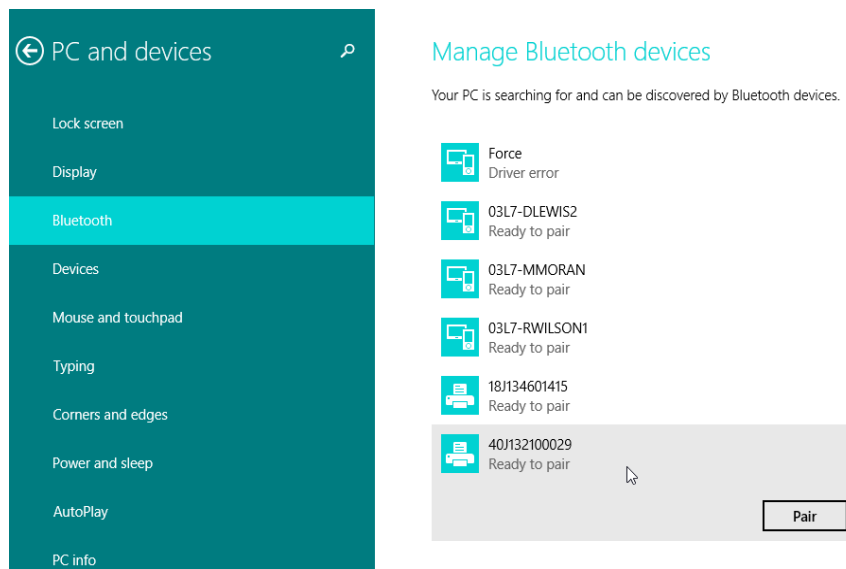 PC and devices
Lock screen
Display
Bluetooth
Devices
Mouse and touchpad
Typing
Corners and edges
Power and sleep
AutoPlay
PC info
Manage Bluetooth devices
Your PC is searching for and can be discovered by Bluetooth devices.
Force
Driver error
03L7-DLEWIS2
Ready to pair
03L7-MMORAN
Ready to pair
03L7-RWILSON1
Ready to pair
18J134601415
Ready to pair
40J132100029
Ready to pair
Pair